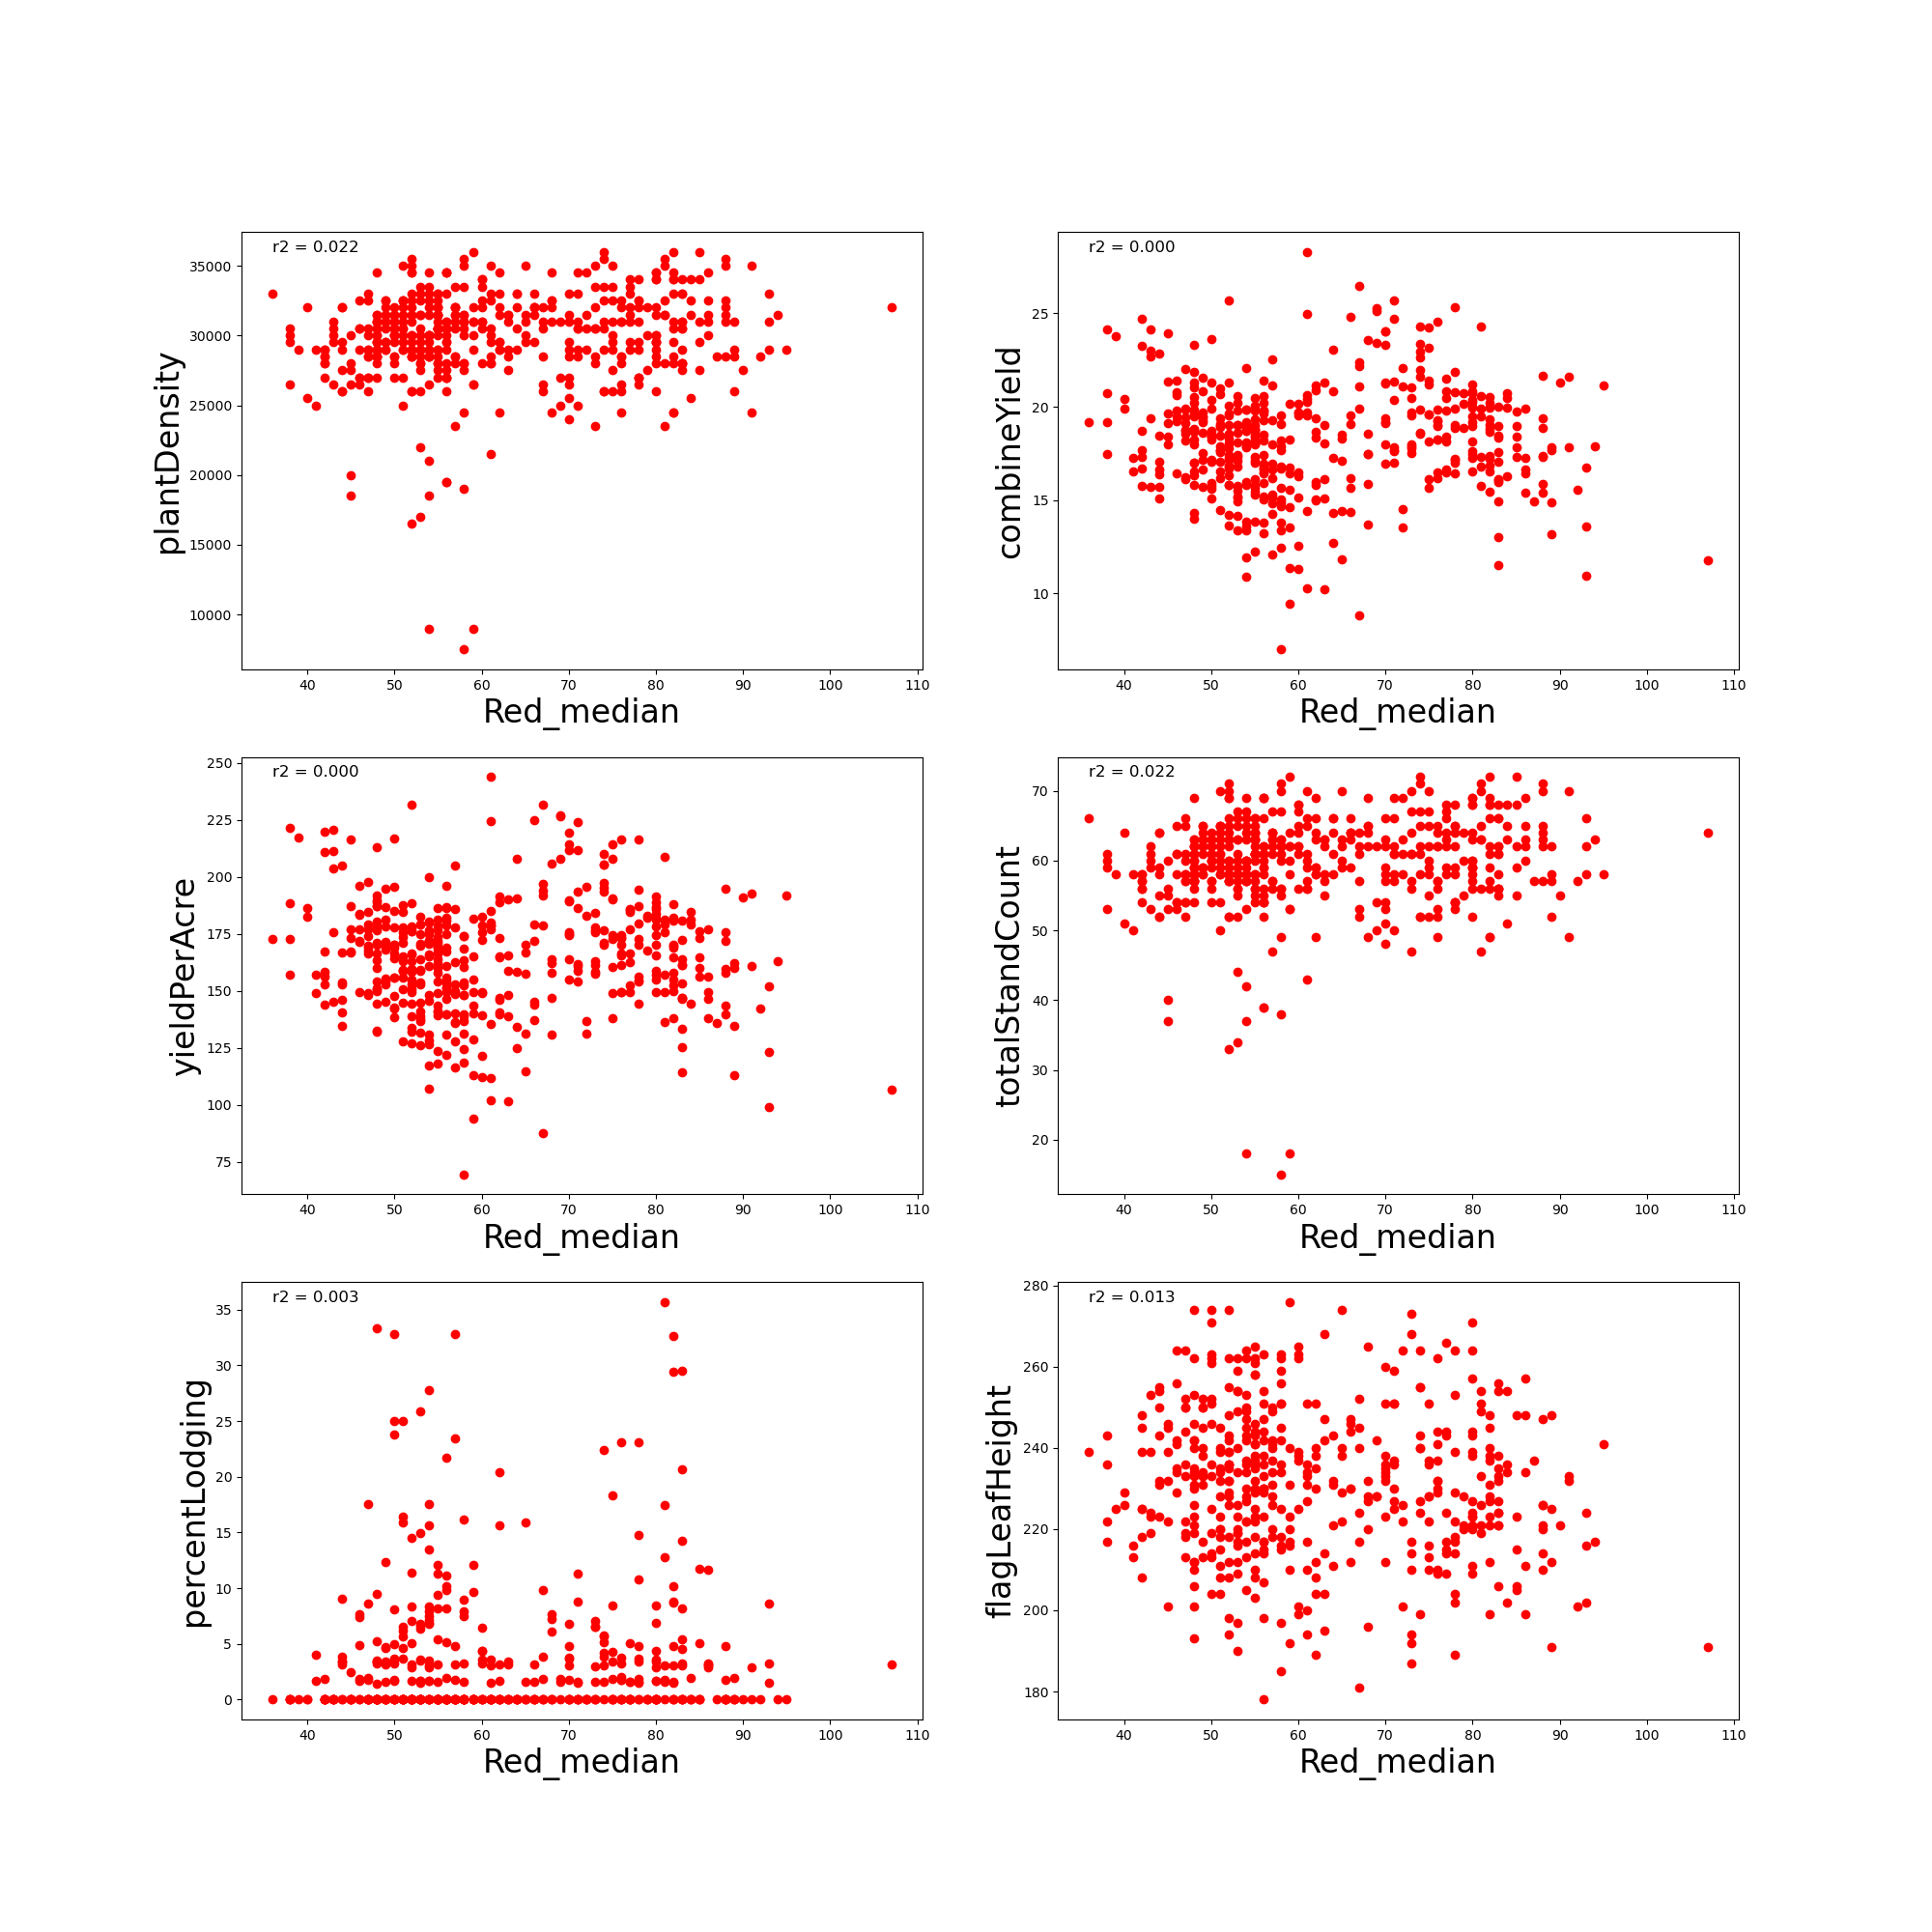 r2 = 0.022
35000
30000
25000
20000
15000
10000
plantDensity
40 50 60 70 80 90 100 110
Red_median
r2 = 0.000
25
20
15
10
combineYield
40 50 60 70 80 90 100 110
Red_median
r2 = 0.000
250
225
200
175
150
125
100
75
yieldPerAcre
40 50 60 70 80 90 100 110
Red_median
r2 = 0.022
70
60
50
40
30
20
totalStandCount
40 50 60 70 80 90 100 110
Red_median
r2 = 0.003
35
30
25
20
15
10
5
0
percentLodging
40 50 60 70 80 90 100 110
Red_median
r2 = 0.013
280
260
240
220
200
180
flagLeafHeight
40 50 60 70 80 90 100 110
Red_median